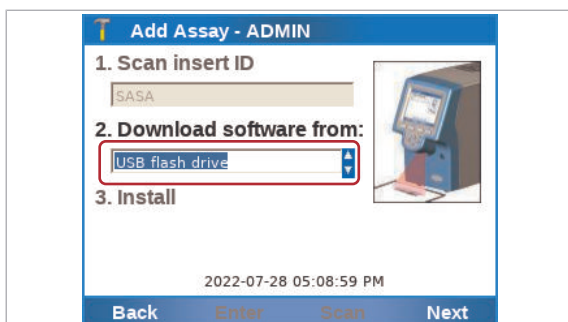 Add Assay - ADMIN
1. Scan insert ID
SASA
2. Download software from:
USB flash drive
3. Install
2022-07-28 05:08:59 PM
Back Enter Scan Next